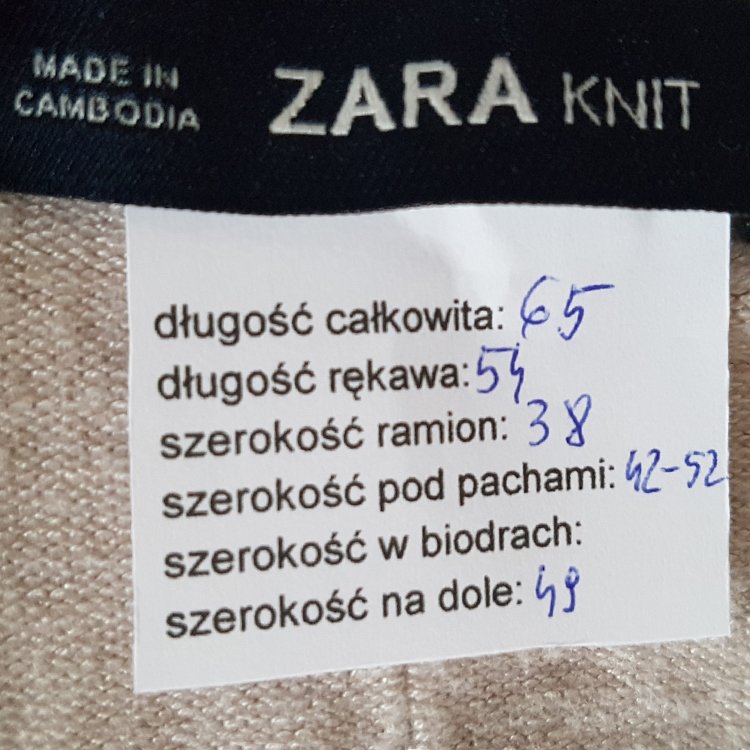 MADE IN
CAMBODIA
ZARA KNIT
długość całkowita: 65
długość rękawa: 54
szerokość ramion: 38
szerokość pod pachami: 42-52
szerokość w biodrach:
szerokość na dole: 49